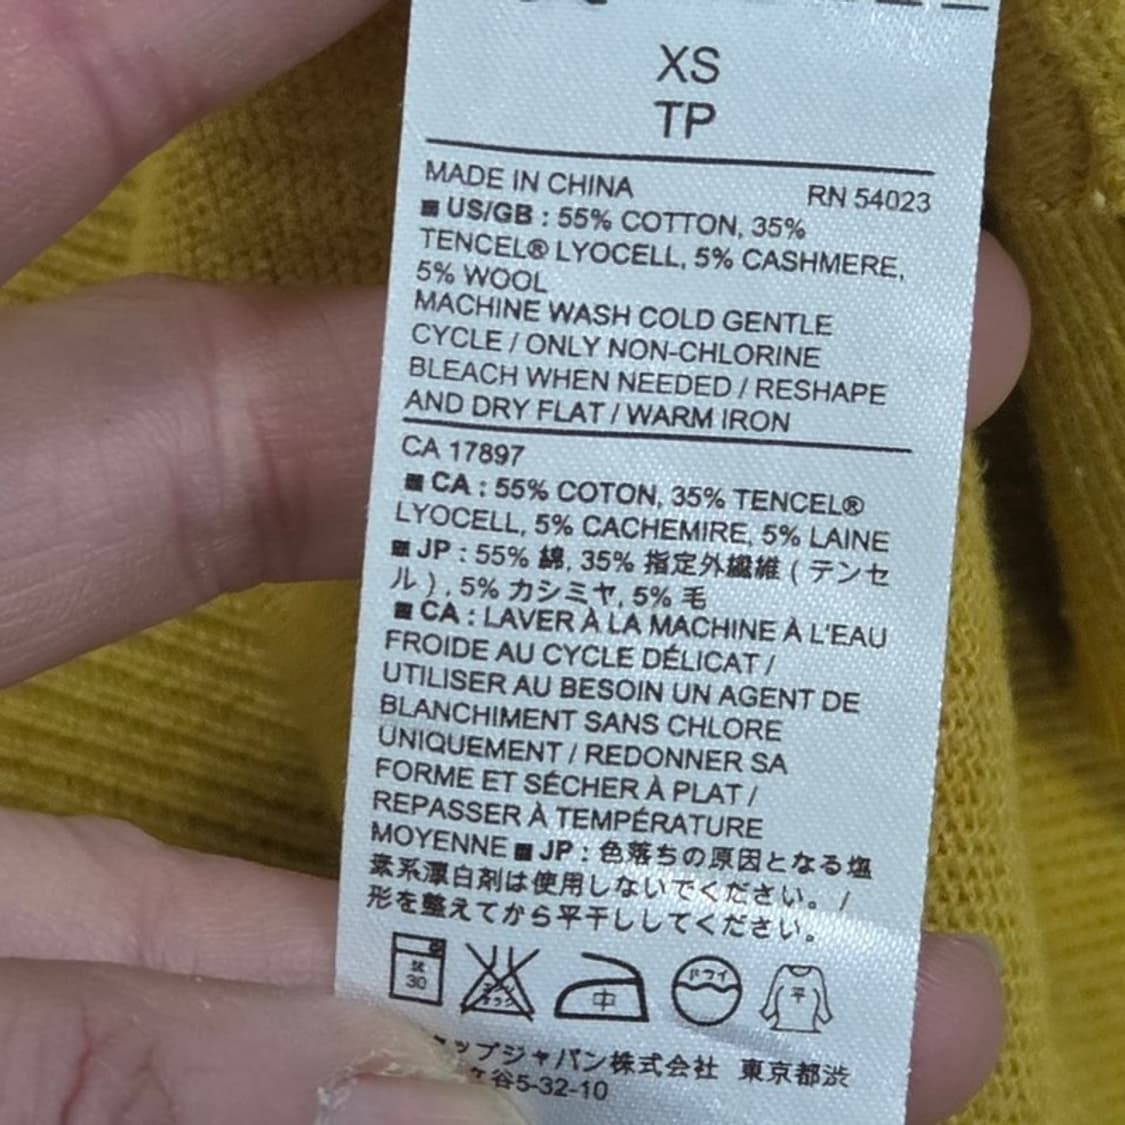 XS
TP
MADE IN CHINA RN 54023
■ US/GB : 55% COTTON, 35%
TENCEL® LYOCELL, 5% CASHMERE,
5% WOOL
MACHINE WASH COLD GENTLE
CYCLE / ONLY NON-CHLORINE
BLEACH WHEN NEEDED / RESHAPE
AND DRY FLAT / WARM IRON
CA 17897
■ CA : 55% COTON, 35% TENCEL®
LYOCELL, 5% CACHEMIRE, 5% LAINE
■ JP : 55% 綿, 35% 指定外繊維 ( テンセ
ル ), 5% カシミヤ, 5% 毛
■ CA : LAVER À LA MACHINE À L'EAU
FROIDE AU CYCLE DÉLICAT /
UTILISER AU BESOIN UN AGENT DE
BLANCHIMENT SANS CHLORE
UNIQUEMENT / REDONNER SA
FORME ET SÉCHER À PLAT /
REPASSER À TEMPÉRATURE
MOYENNE ■ JP : 色落ちの原因となる塩
素系漂白剤は使用しないでください。 /
形を整えてから平干ししてください。
弱 30 中 ドライ 平
ップジャパン株式会社 東京都渋
谷5-32-10